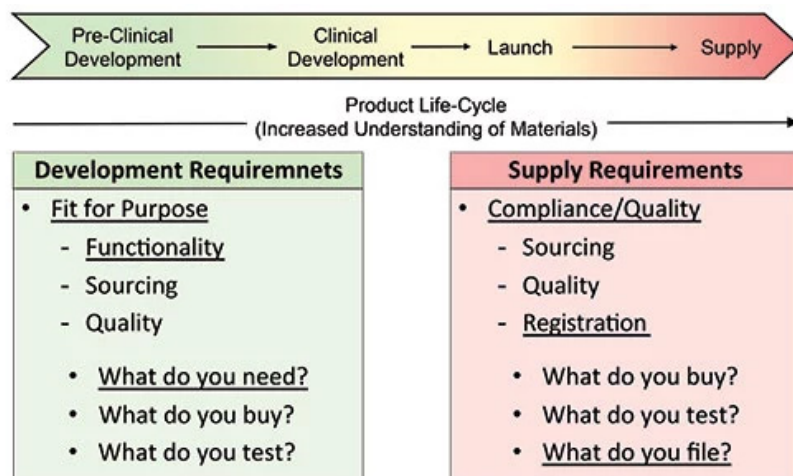 Pre-Clinical
Development
Clinical
Development
Launch
Supply
Product Life-Cycle
(Increased Understanding of Materials)
Development Requiremnets
• Fit for Purpose
- Functionality
- Sourcing
- Quality
• What do you need?
• What do you buy?
• What do you test?
Supply Requirements
• Compliance/Quality
- Sourcing
- Quality
- Registration
• What do you buy?
• What do you test?
• What do you file?